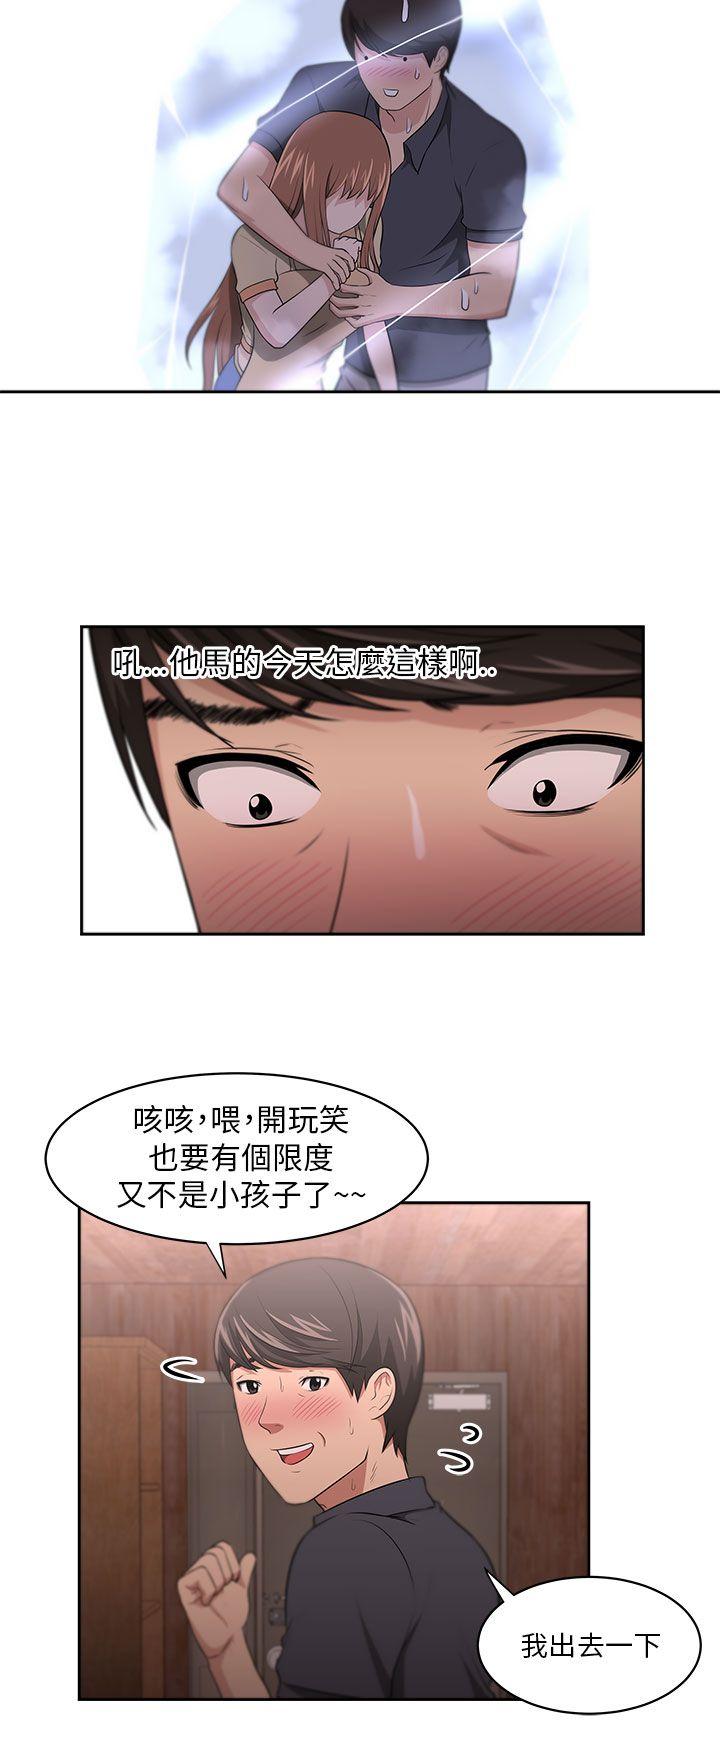 吼...他馬的今天怎麼這樣啊..
咳咳,喂,開玩笑
也要有個限度
又不是小孩子了~~
我出去一下